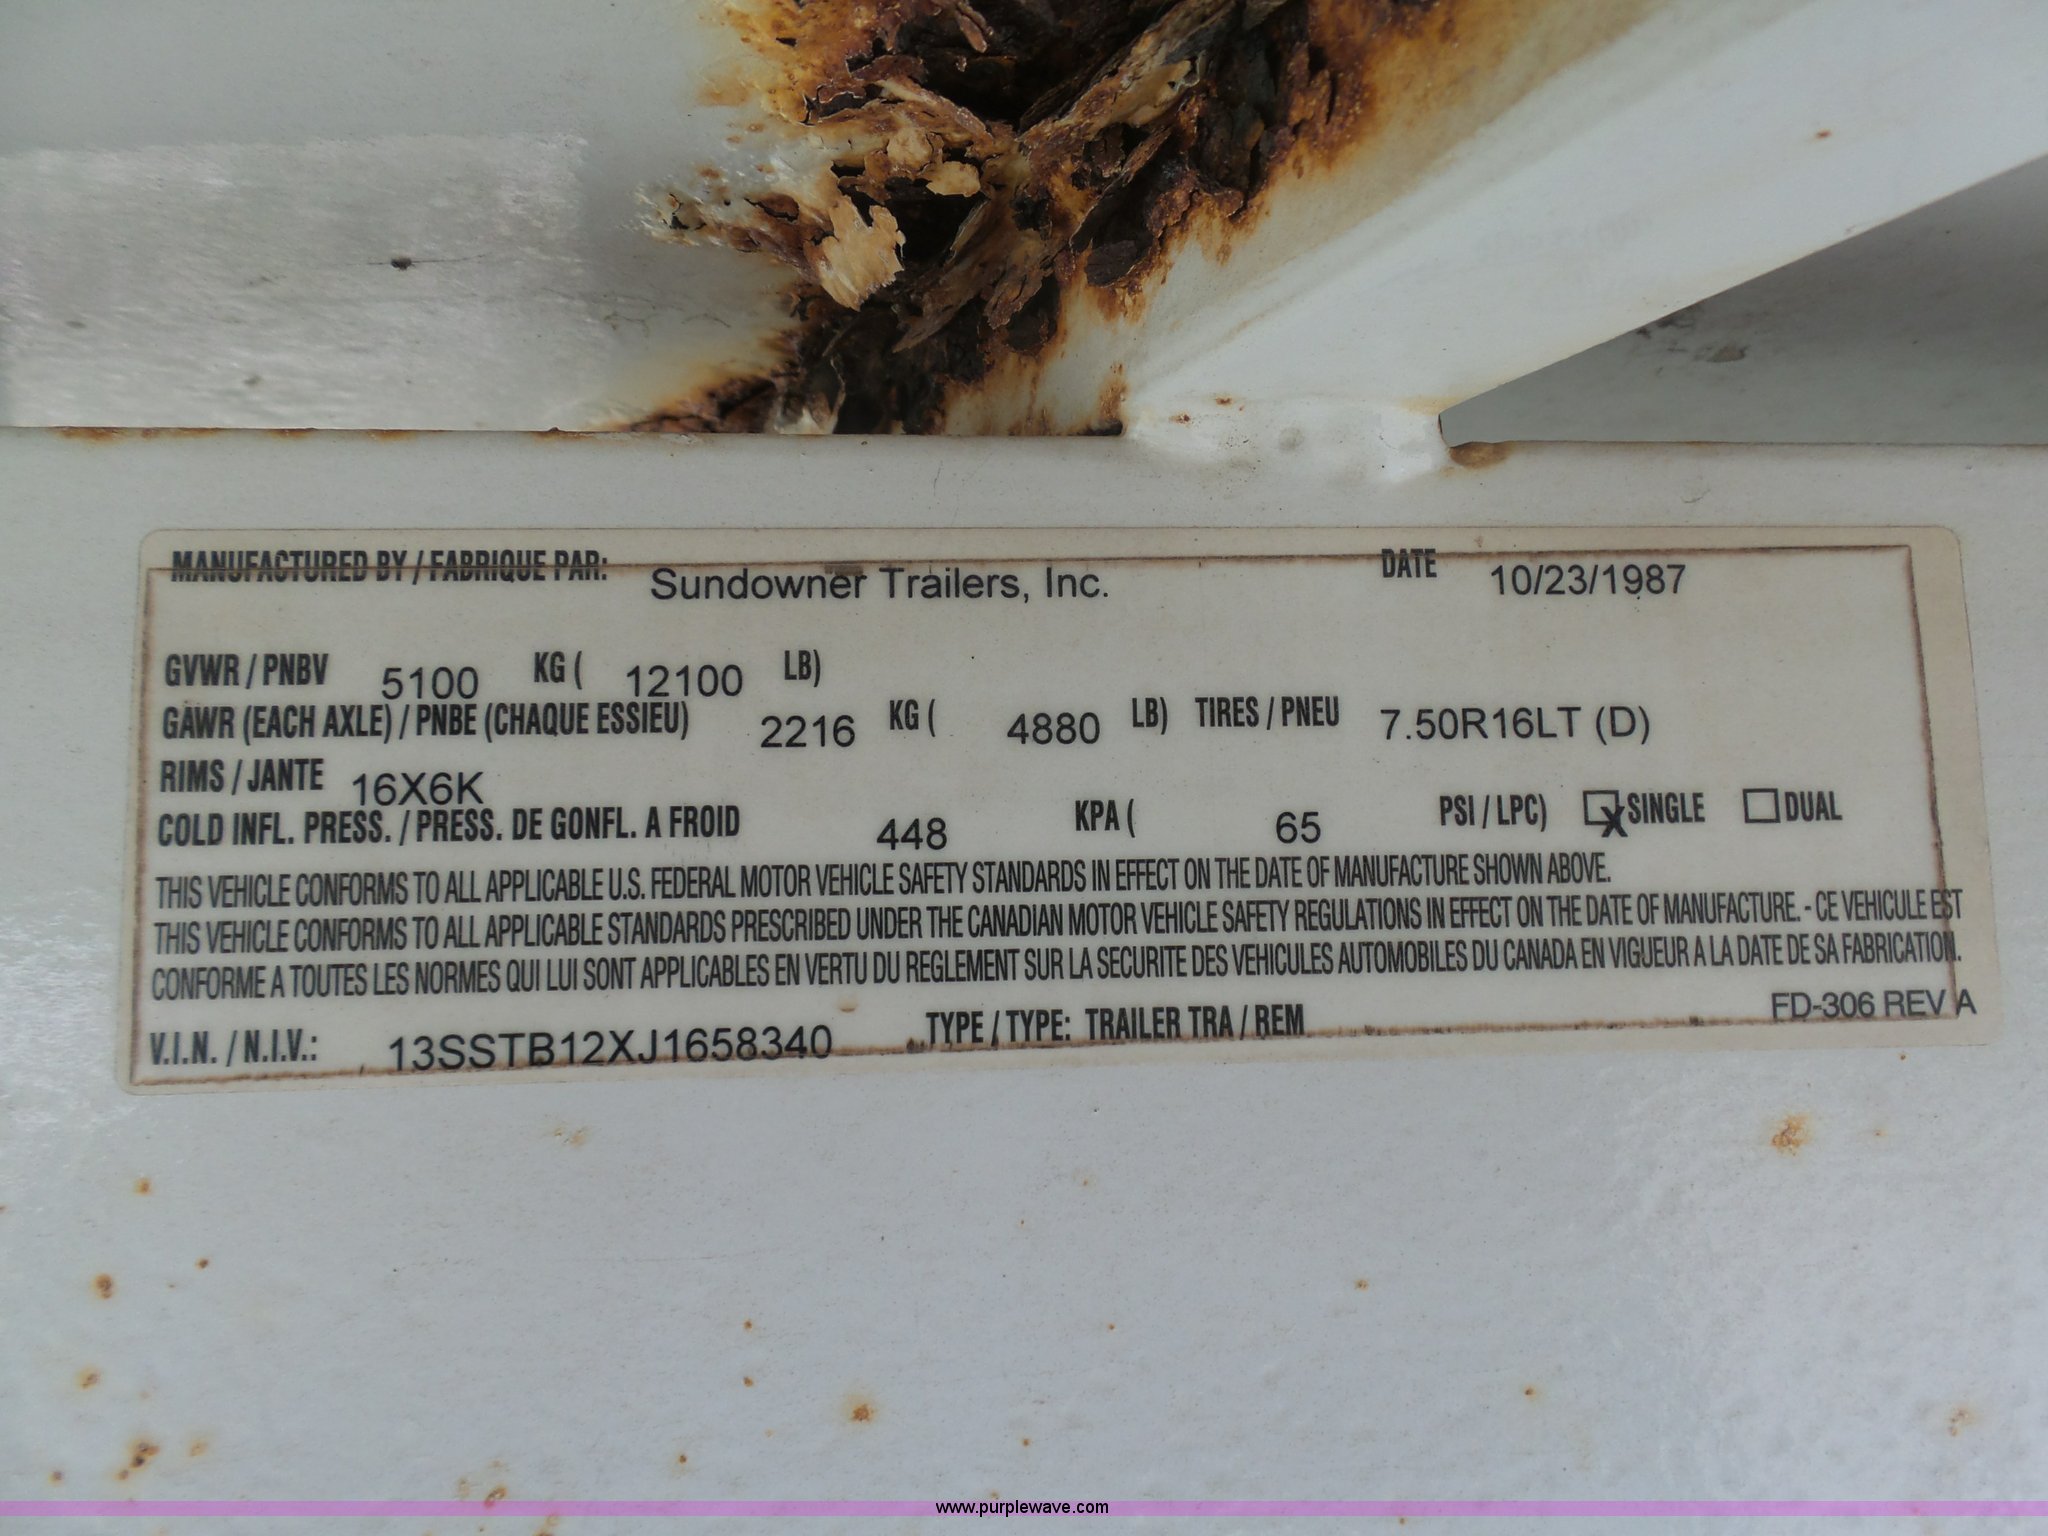 MANUFACTURED BY / FABRIQUE PAR: Sundowner Trailers, Inc. DATE 10/23/1987
GVWR / PNBV 5100 KG ( 12100 LB)
GAWR (EACH AXLE) / PNBE (CHAQUE ESSIEU) 2216 KG ( 4880 LB) TIRES / PNEU 7.50R16LT (D)
RIMS / JANTE 16X6K
COLD INFL. PRESS. / PRESS. DE GONFL. A FROID 448 KPA ( 65 PSI / LPC) X SINGLE DUAL
THIS VEHICLE CONFORMS TO ALL APPLICABLE U.S. FEDERAL MOTOR VEHICLE SAFETY STANDARDS IN EFFECT ON THE DATE OF MANUFACTURE SHOWN ABOVE.
THIS VEHICLE CONFORMS TO ALL APPLICABLE STANDARDS PRESCRIBED UNDER THE CANADIAN MOTOR VEHICLE SAFETY REGULATIONS IN EFFECT ON THE DATE OF MANUFACTURE. - CE VEHICULE EST
CONFORME A TOUTES LES NORMES QUI LUI SONT APPLICABLES EN VERTU DU REGLEMENT SUR LA SECURITE DES VEHICULES AUTOMOBILES DU CANADA EN VIGUEUR A LA DATE DE SA FABRICATION.
V.I.N. / N.I.V.: 13SSTB12XJ1658340 TYPE / TYPE: TRAILER TRA / REM FD-306 REV A
www.purplewave.com